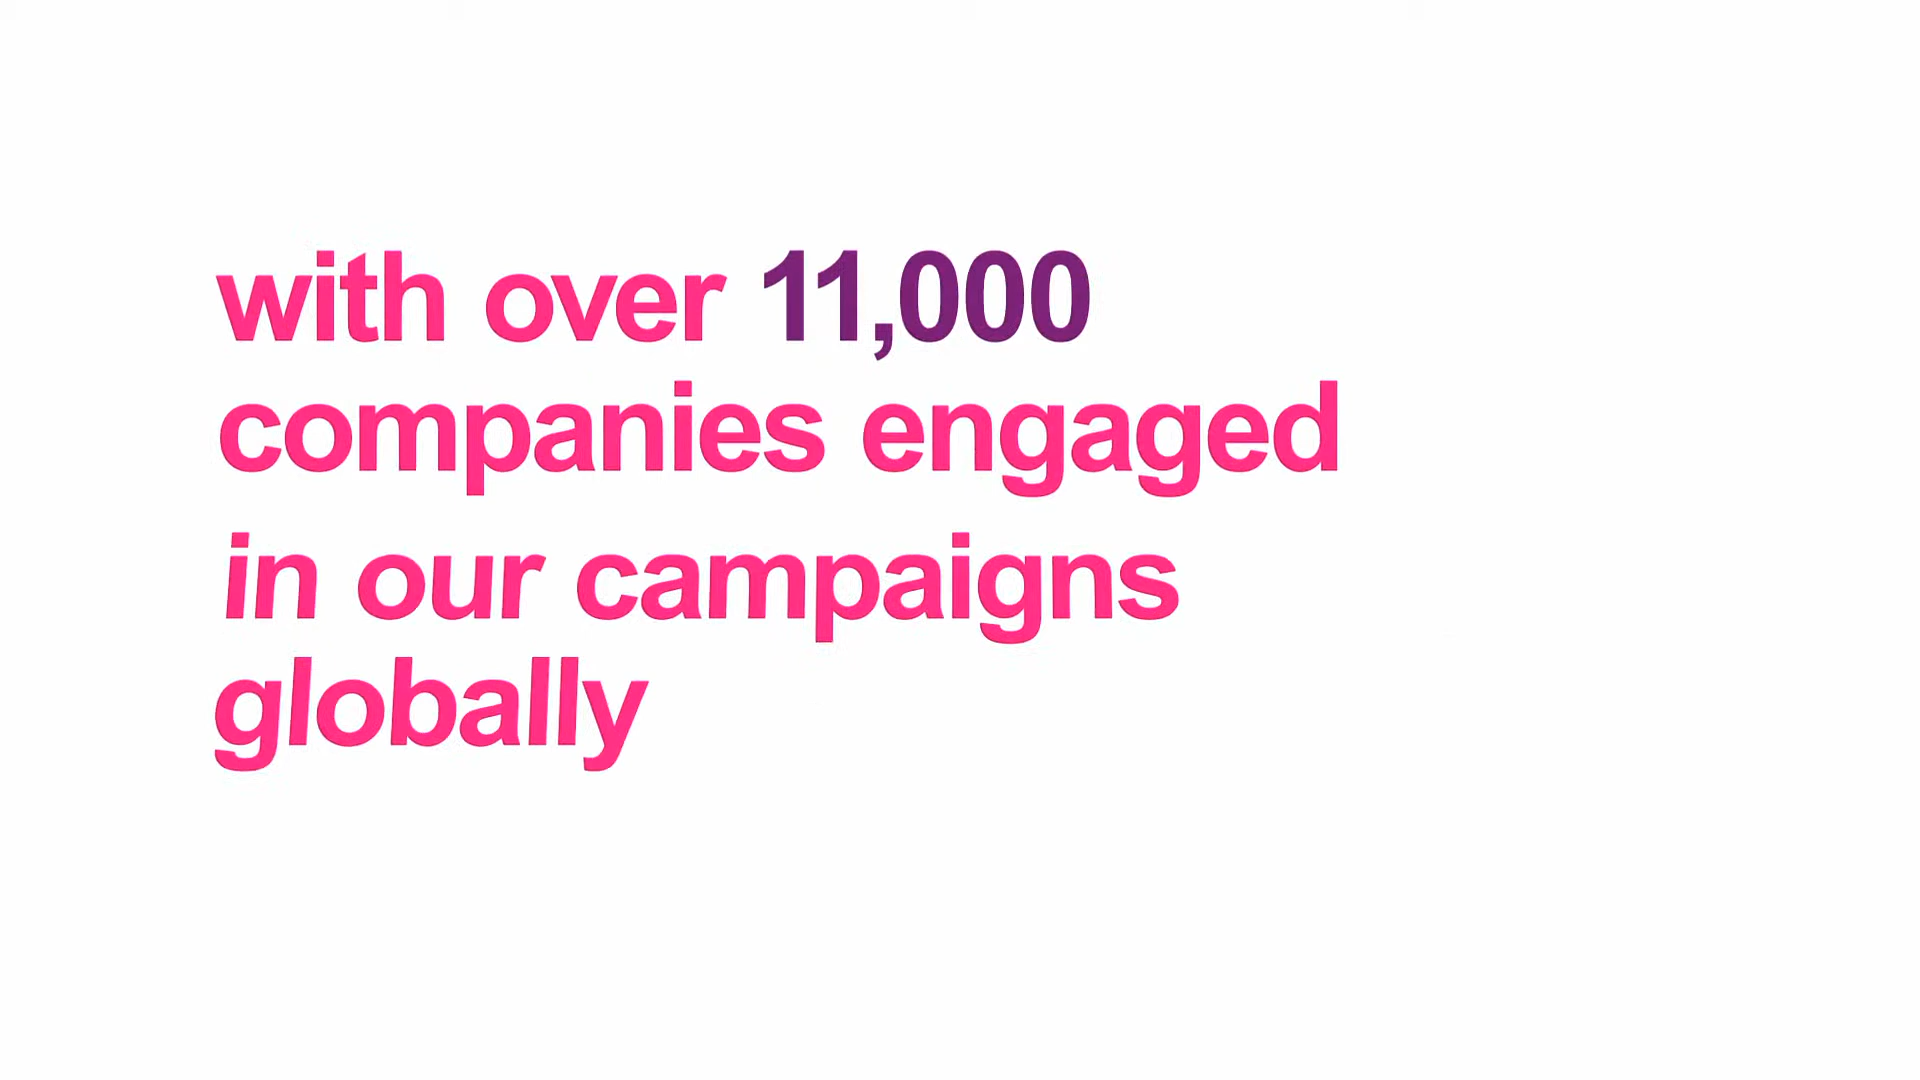 with over 11,000
companies engaged
in our campaigns
globally